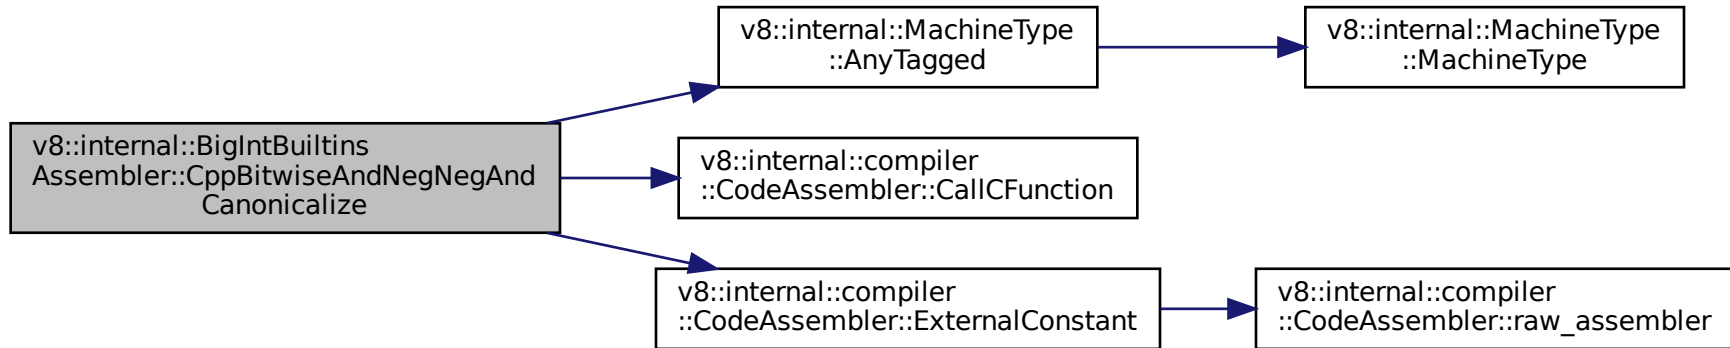 v8::internal::MachineType
::AnyTagged
v8::internal::MachineType
::MachineType
v8::internal::BigIntBuiltins
Assembler::CppBitwiseAndNegNegAnd
Canonicalize
v8::internal::compiler
::CodeAssembler::CallCFunction
v8::internal::compiler
::CodeAssembler::ExternalConstant
v8::internal::compiler
::CodeAssembler::raw_assembler